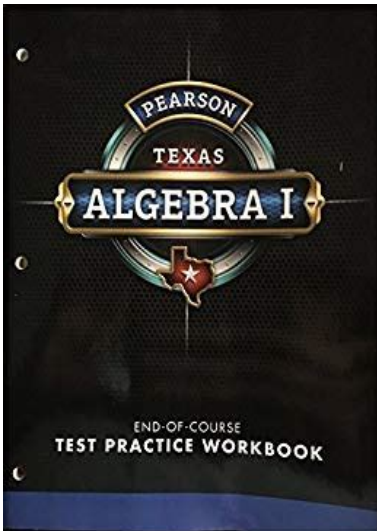 PEARSON
TEXAS
ALGEBRA I
END-OF-COURSE
TEST PRACTICE WORKBOOK